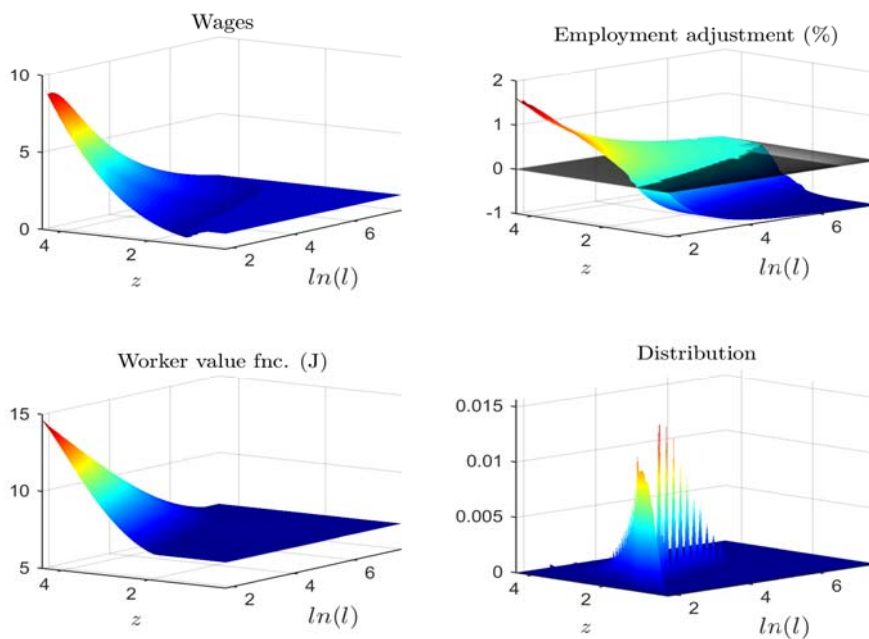 Wages
10
5
0
4
2
z
2
4
6
ln(l)
Employment adjustment (%)
2
1
0
-1
4
2
z
2
4
6
ln(l)
Worker value fnc. (J)
15
10
5
4
2
z
2
4
6
ln(l)
Distribution
0.015
0.01
0.005
0
4
2
z
2
4
6
ln(l)